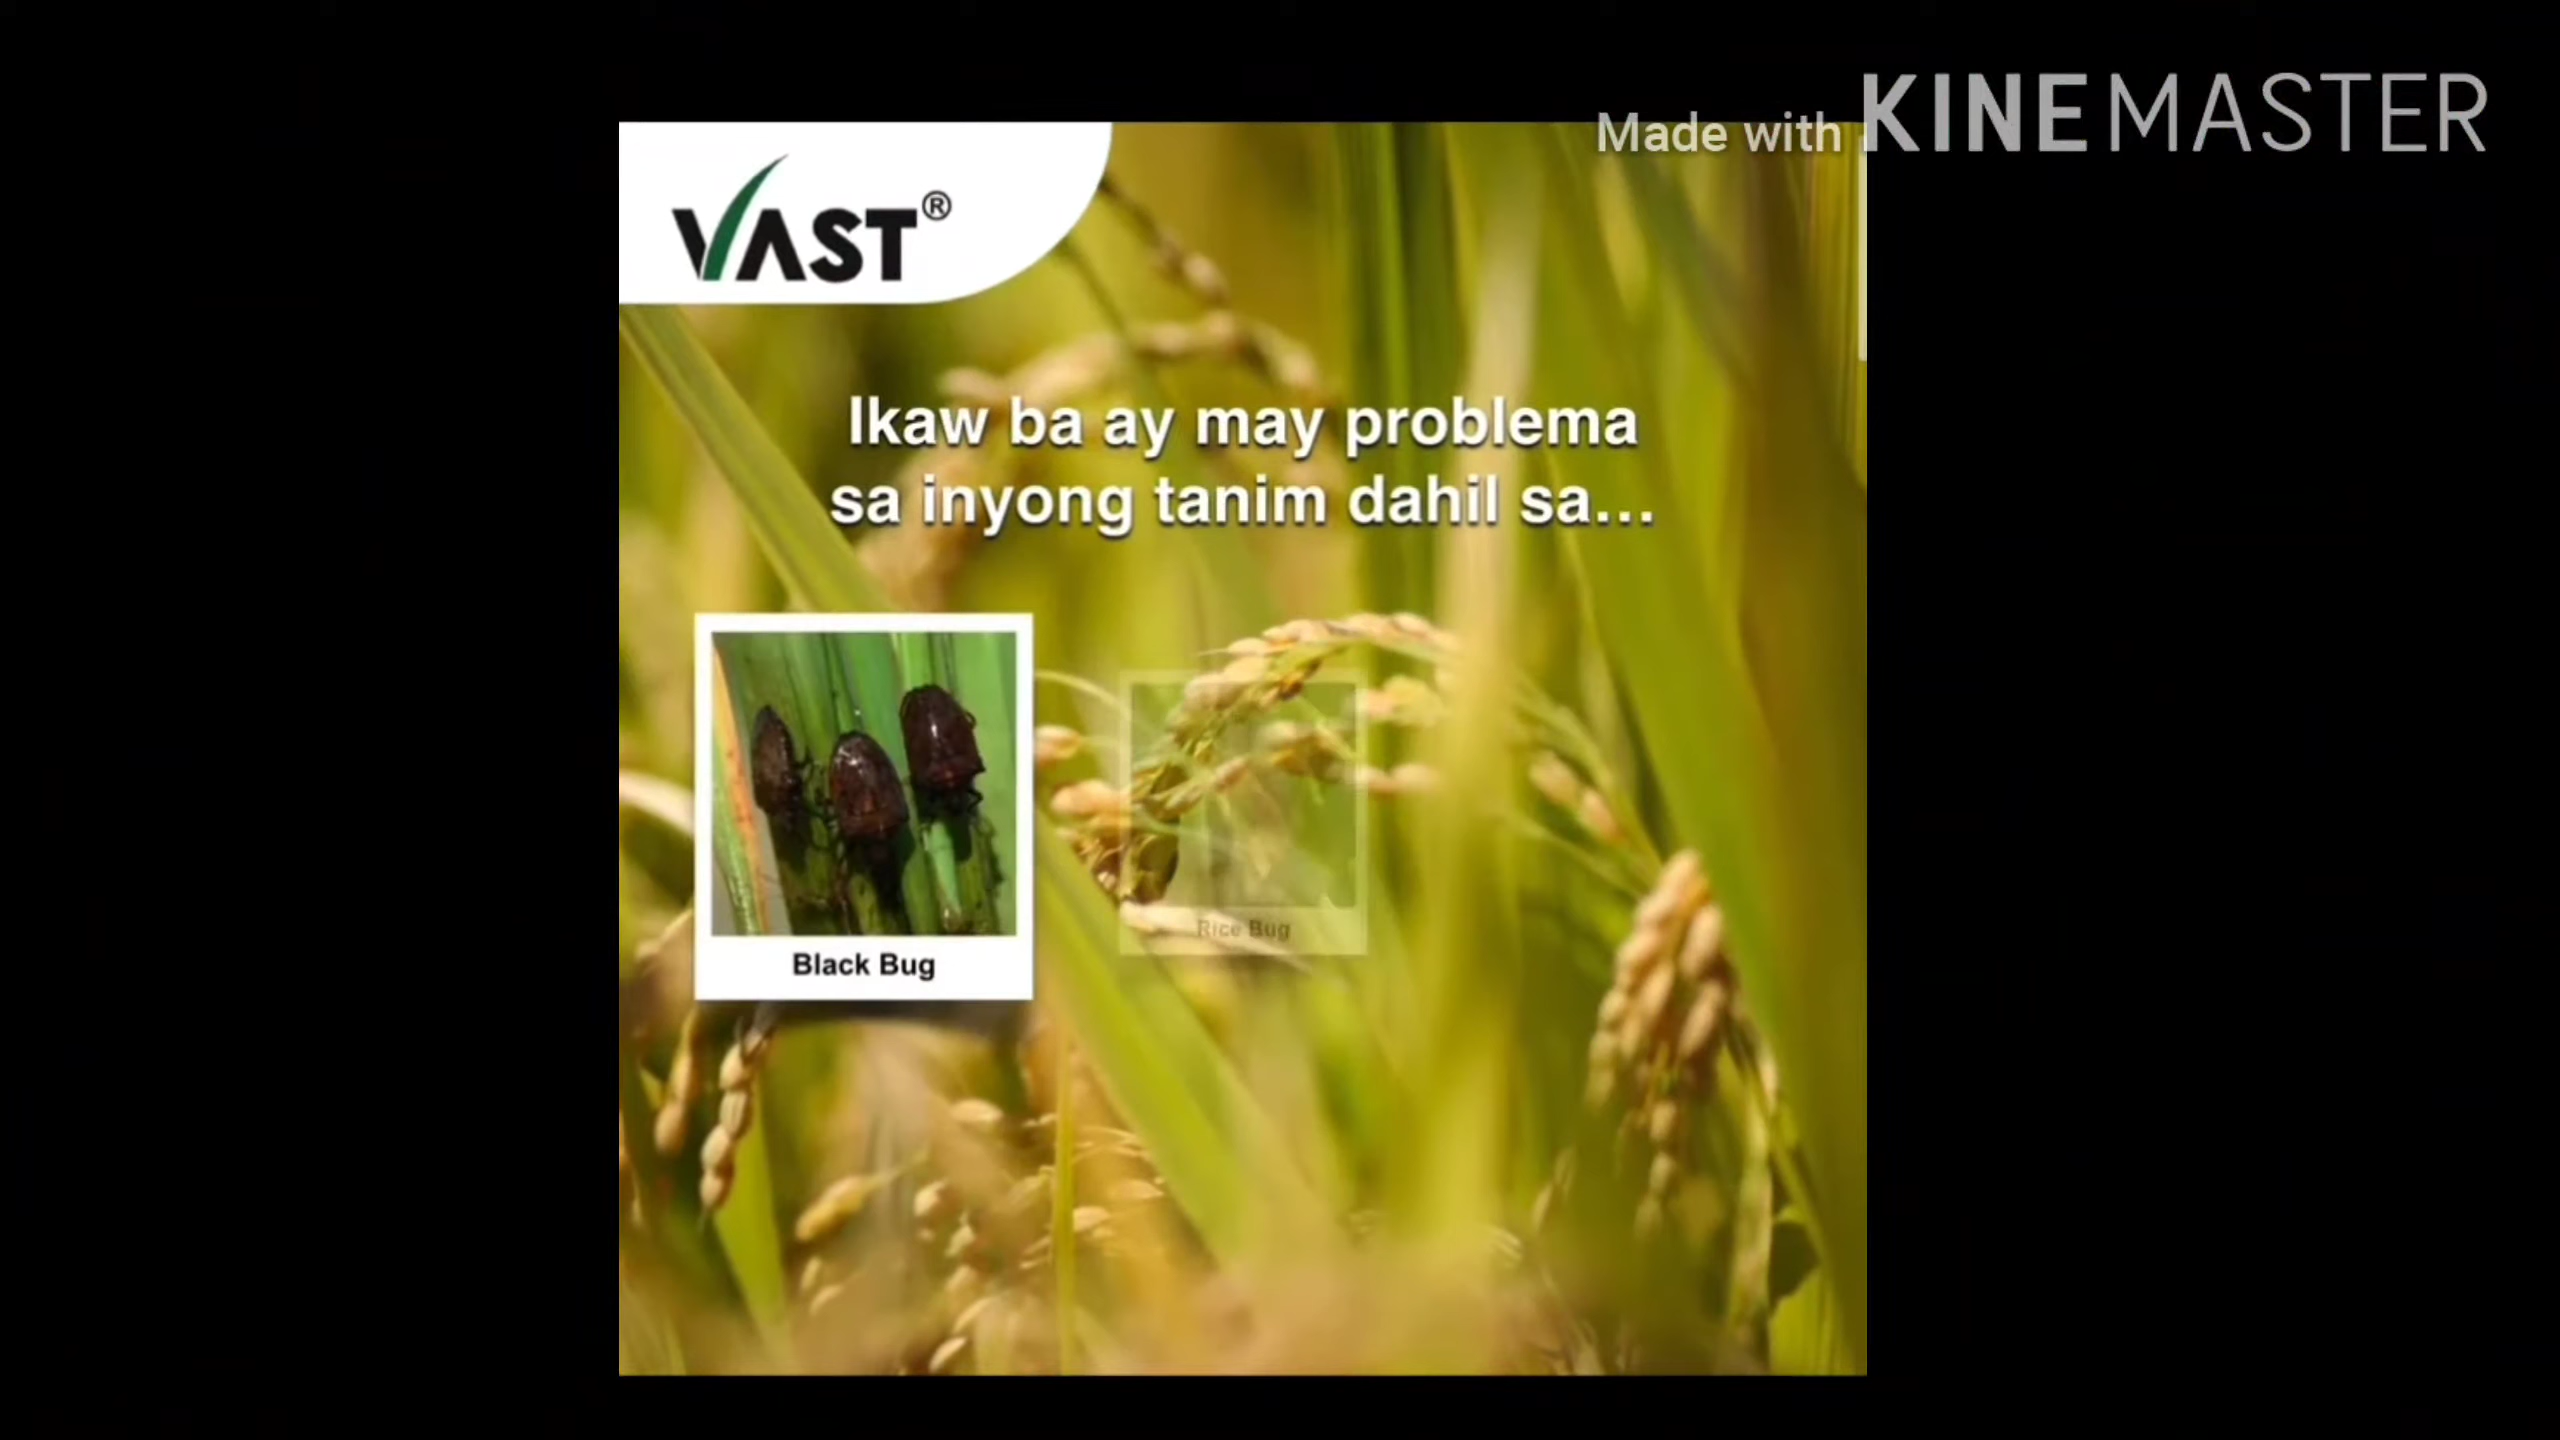 Made with KINEMASTER
VAST®
Ikaw ba ay may problema
sa inyong tanim dahil sa...
Black Bug
Rice Bug